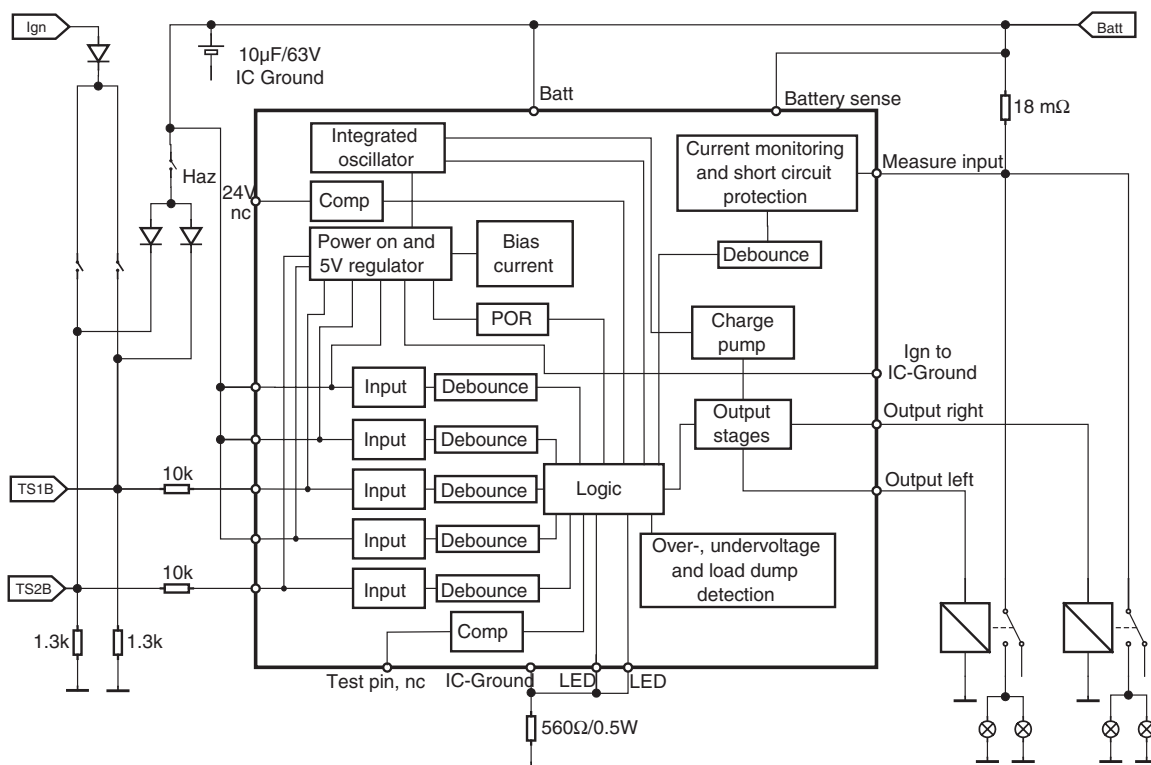 Ign
Batt
10µF/63V
IC Ground
Batt
Battery sense
18 mΩ
Integrated
oscillator
Current monitoring
and short circuit
protection
Measure input
Haz
24V
nc
Comp
Power on and
5V regulator
Bias
current
Debounce
POR
Charge
pump
Ign to
IC-Ground
Input
Debounce
Output
stages
Output right
Input
Debounce
TS1B
10k
Input
Debounce
Logic
Output left
Input
Debounce
Over-, undervoltage
and load dump
detection
TS2B
10k
Input
Debounce
1.3k
1.3k
Comp
Test pin, nc
IC-Ground
LED
LED
560Ω/0.5W